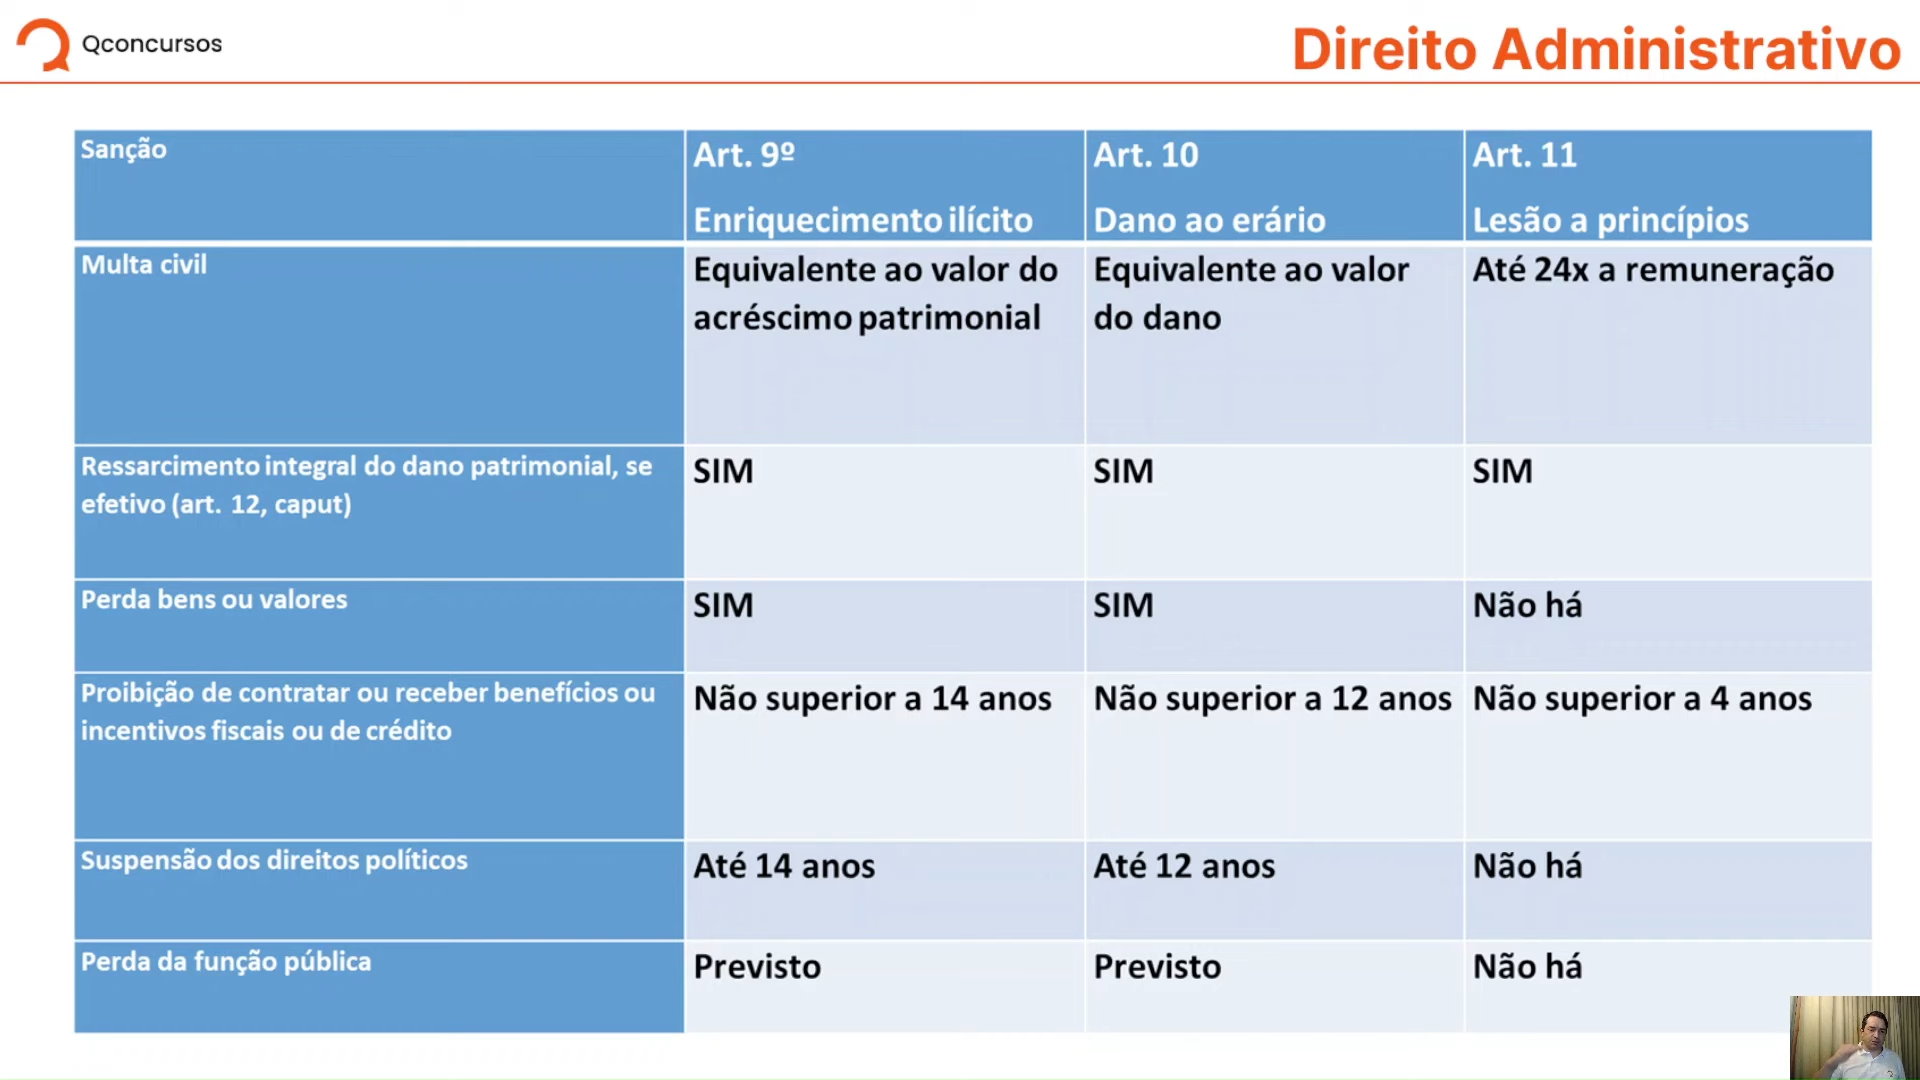 Qconcursos
Direito Administrativo
Sanção
Art. 9º
Enriquecimento ilícito
Art. 10
Dano ao erário
Art. 11
Lesão a princípios
Multa civil
Equivalente ao valor do
acréscimo patrimonial
Equivalente ao valor
do dano
Até 24x a remuneração
Ressarcimento integral do dano patrimonial, se
efetivo (art. 12, caput)
SIM
SIM
SIM
Perda bens ou valores
SIM
SIM
Não há
Proibição de contratar ou receber benefícios ou
incentivos fiscais ou de crédito
Não superior a 14 anos
Não superior a 12 anos
Não superior a 4 anos
Suspensão dos direitos políticos
Até 14 anos
Até 12 anos
Não há
Perda da função pública
Previsto
Previsto
Não há